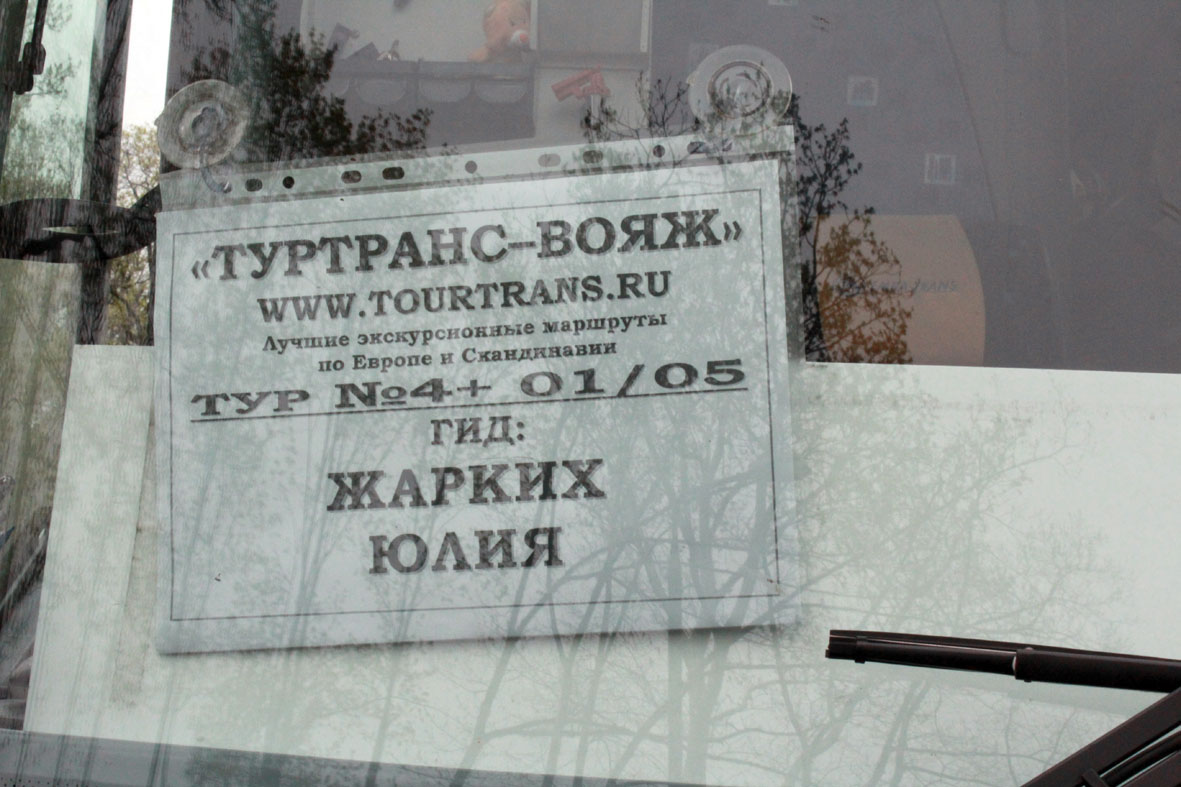 «ТУРТРАНС–ВОЯЖ»
WWW.TOURTRANS.RU
Лучшие экскурсионные маршруты
по Европе и Скандинавии
ТУР №4+ 01/05
ГИД:
ЖАРКИХ
ЮЛИЯ